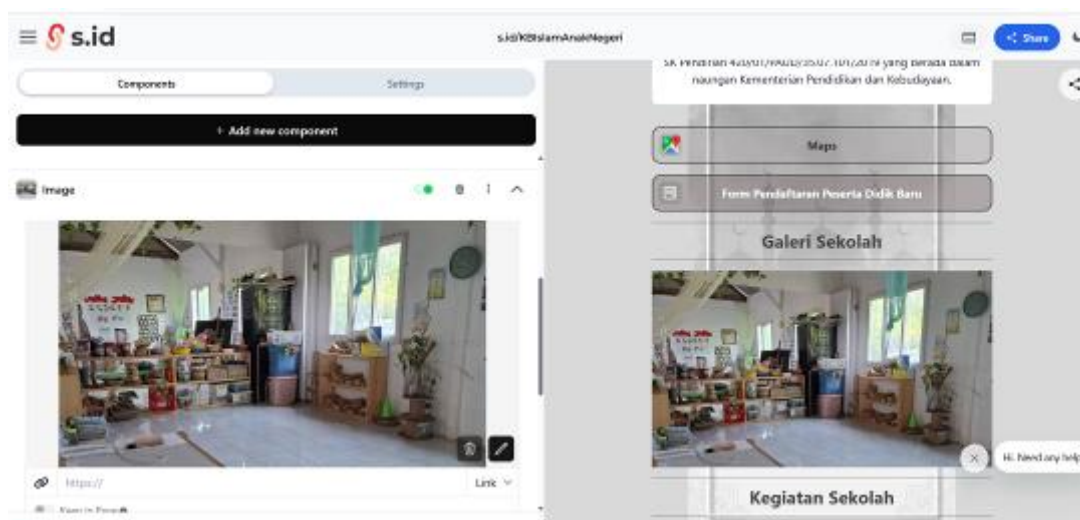 s.id
s.id/KBIslamAnakNegeri
Share
Components
Settings
+ Add new component
Image
https://
Link
naungan Kementerian Pendidikan dan Kebudayaan.
Maps
Form Pendaftaran Peserta Didik Baru
Galeri Sekolah
Kegiatan Sekolah
Hi. Need any help